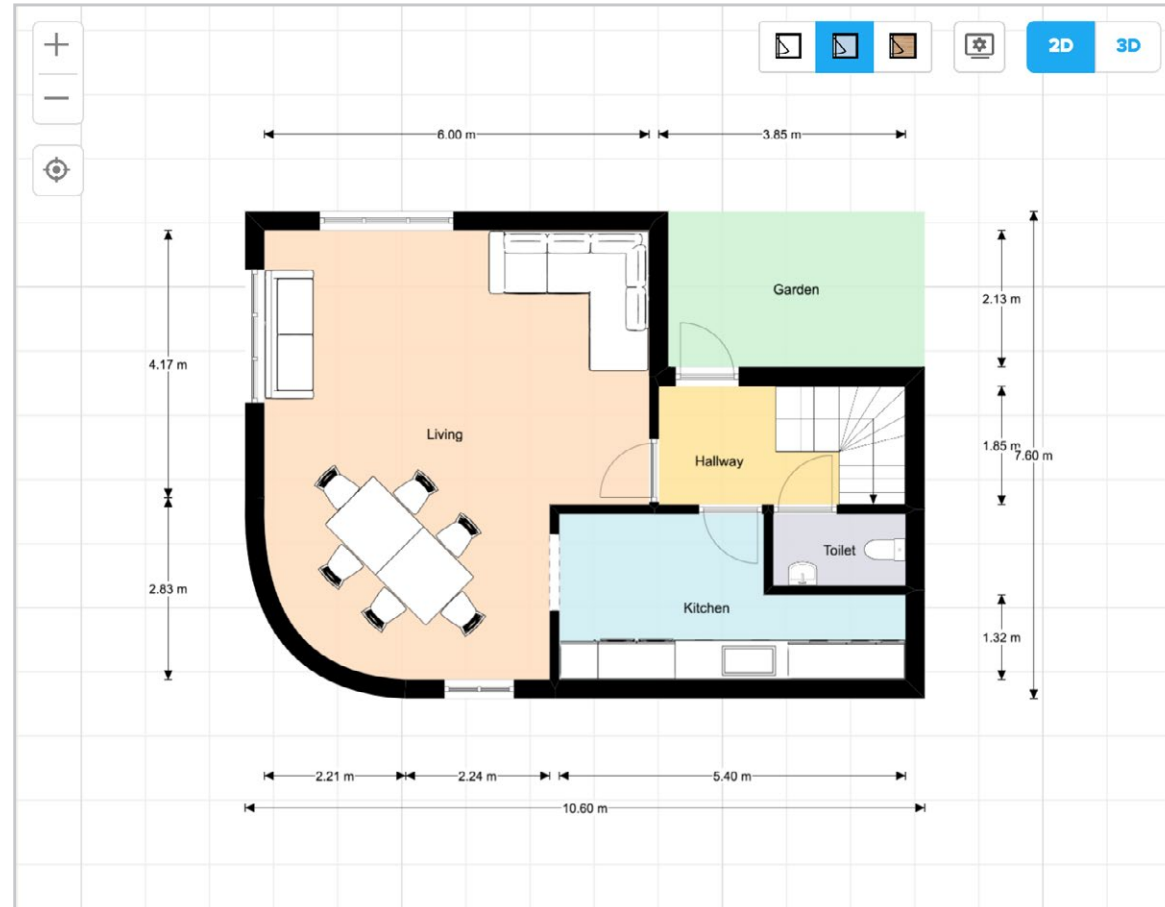 2D
3D
6.00 m
3.85 m
Garden
2.13 m
4.17 m
Living
Hallway
1.85 m
7.60 m
Toilet
2.83 m
Kitchen
1.32 m
2.21 m
2.24 m
5.40 m
10.60 m